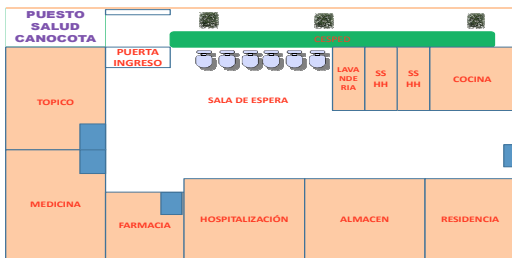 PUESTO
SALUD
CANOCOTA
PUERTA
INGRESO
LAVA
NDE
RIA
SS
HH
SS
HH
COCINA
TOPICO
SALA DE ESPERA
MEDICINA
FARMACIA
HOSPITALIZACIÓN
ALMACEN
RESIDENCIA